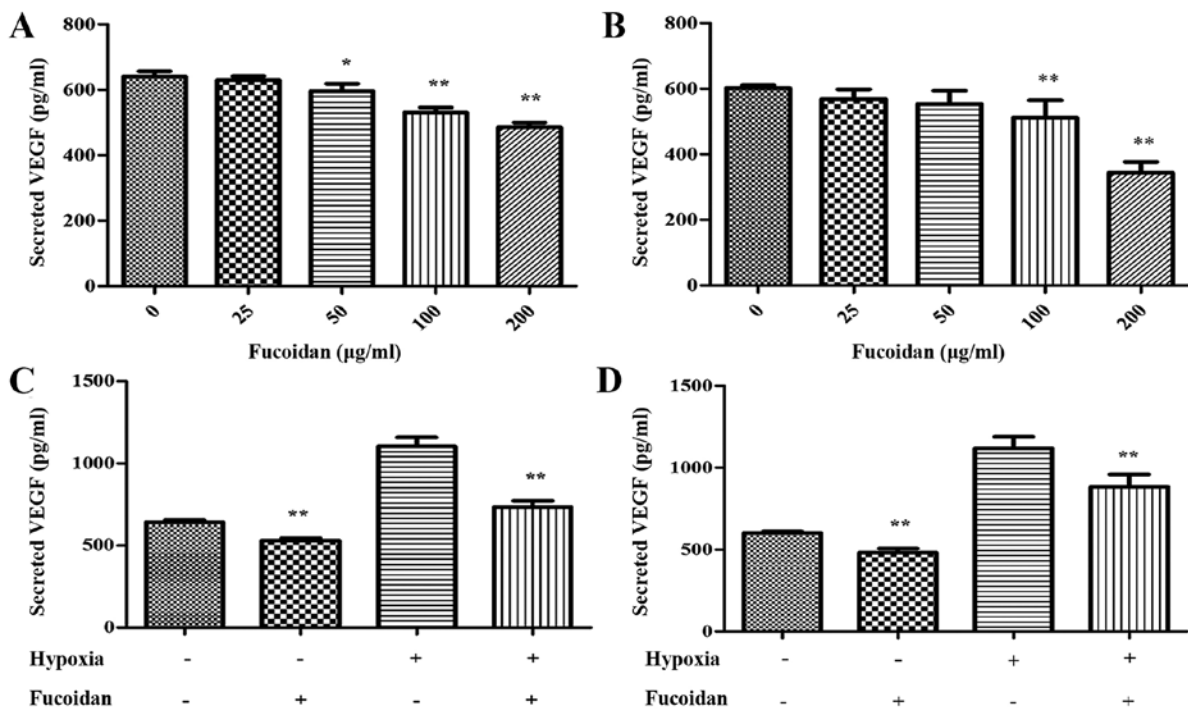 A
Secreted VEGF (pg/ml)
800
600
400
200
0
*
**
**
0 25 50 100 200
Fucoidan (μg/ml)
B
Secreted VEGF (pg/ml)
800
600
400
200
0
**
**
0 25 50 100 200
Fucoidan (μg/ml)
C
Secreted VEGF (pg/ml)
1500
1000
500
0
**
**
Hypoxia - - + +
Fucoidan - + - +
D
Secreted VEGF (pg/ml)
1500
1000
500
0
**
**
Hypoxia - - + +
Fucoidan - + - +